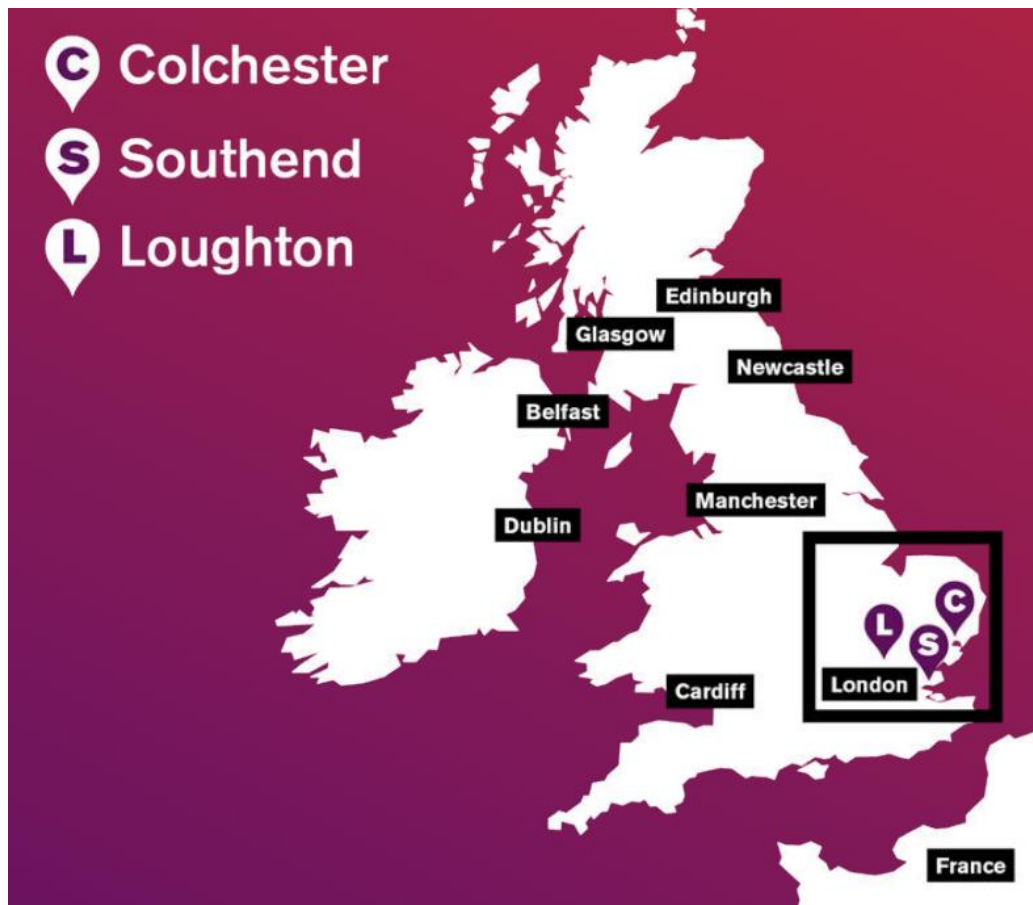 C Colchester
S Southend
L Loughton
Edinburgh
Glasgow
Newcastle
Belfast
Manchester
Dublin
C
L
S
London
Cardiff
France